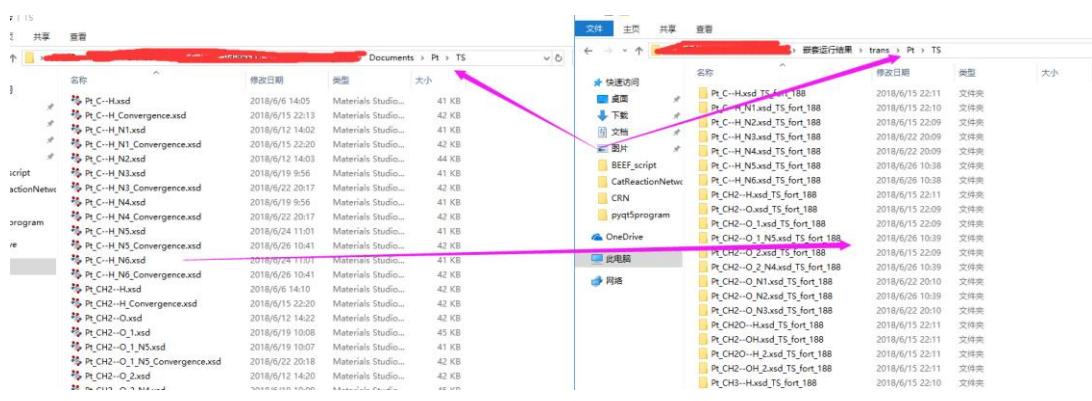 TS
共享 查看
Documents › Pt › TS
名称 修改日期 类型 大小
Pt_C--H.xsd 2018/6/6 14:05 Materials Studio... 41 KB
Pt_C--H_Convergence.xsd 2018/6/15 22:13 Materials Studio... 42 KB
Pt_C--H_N1.xsd 2018/6/12 14:02 Materials Studio... 41 KB
Pt_C--H_N1_Convergence.xsd 2018/6/15 22:20 Materials Studio... 42 KB
Pt_C--H_N2.xsd 2018/6/12 14:03 Materials Studio... 44 KB
Pt_C--H_N3.xsd 2018/6/19 9:56 Materials Studio... 41 KB
Pt_C--H_N3_Convergence.xsd 2018/6/22 20:17 Materials Studio... 42 KB
Pt_C--H_N4.xsd 2018/6/19 9:56 Materials Studio... 41 KB
Pt_C--H_N4_Convergence.xsd 2018/6/22 20:17 Materials Studio... 42 KB
Pt_C--H_N5.xsd 2018/6/24 11:01 Materials Studio... 41 KB
Pt_C--H_N5_Convergence.xsd 2018/6/26 10:41 Materials Studio... 42 KB
Pt_C--H_N6.xsd 2018/6/24 11:01 Materials Studio... 41 KB
Pt_C--H_N6_Convergence.xsd 2018/6/26 10:41 Materials Studio... 42 KB
Pt_CH2--H.xsd 2018/6/6 14:10 Materials Studio... 42 KB
Pt_CH2--H_Convergence.xsd 2018/6/15 22:20 Materials Studio... 42 KB
Pt_CH2--O.xsd 2018/6/12 14:22 Materials Studio... 42 KB
Pt_CH2--O_1.xsd 2018/6/19 10:08 Materials Studio... 45 KB
Pt_CH2--O_1_N5.xsd 2018/6/19 10:07 Materials Studio... 41 KB
Pt_CH2--O_1_N5_Convergence.xsd 2018/6/22 20:18 Materials Studio... 42 KB
Pt_CH2--O_2.xsd 2018/6/12 14:20 Materials Studio... 42 KB
script
actionNetwo
program
文件 主页 共享 查看
嵌套运行结果 › trans › Pt › TS
快速访问
桌面
下载
文档
图片
BEEF_script
CatReactionNetwo
CRN
pyqt5program
OneDrive
此电脑
网络
名称 修改日期 类型 大小
Pt_C--H.xsd_TS_fort_188 2018/6/15 22:11 文件夹
Pt_C--H_N1.xsd_TS_fort_188 2018/6/15 22:10 文件夹
Pt_C--H_N2.xsd_TS_fort_188 2018/6/15 22:09 文件夹
Pt_C--H_N3.xsd_TS_fort_188 2018/6/22 20:09 文件夹
Pt_C--H_N4.xsd_TS_fort_188 2018/6/22 20:09 文件夹
Pt_C--H_N5.xsd_TS_fort_188 2018/6/26 10:38 文件夹
Pt_C--H_N6.xsd_TS_fort_188 2018/6/26 10:38 文件夹
Pt_CH2--H.xsd_TS_fort_188 2018/6/15 22:11 文件夹
Pt_CH2--O.xsd_TS_fort_188 2018/6/15 22:09 文件夹
Pt_CH2--O_1.xsd_TS_fort_188 2018/6/15 22:09 文件夹
Pt_CH2--O_1_N5.xsd_TS_fort_188 2018/6/26 10:39 文件夹
Pt_CH2--O_2.xsd_TS_fort_188 2018/6/15 22:09 文件夹
Pt_CH2--O_2_N4.xsd_TS_fort_188 2018/6/26 10:39 文件夹
Pt_CH2--O_N1.xsd_TS_fort_188 2018/6/22 20:10 文件夹
Pt_CH2--O_N2.xsd_TS_fort_188 2018/6/26 10:39 文件夹
Pt_CH2--O_N3.xsd_TS_fort_188 2018/6/22 20:10 文件夹
Pt_CH2O--H.xsd_TS_fort_188 2018/6/15 22:11 文件夹
Pt_CH2--OH.xsd_TS_fort_188 2018/6/15 22:11 文件夹
Pt_CH2O--H_2.xsd_TS_fort_188 2018/6/15 22:11 文件夹
Pt_CH2--OH_2.xsd_TS_fort_188 2018/6/15 22:11 文件夹
Pt_CH3--H.xsd_TS_fort_188 2018/6/15 22:10 文件夹